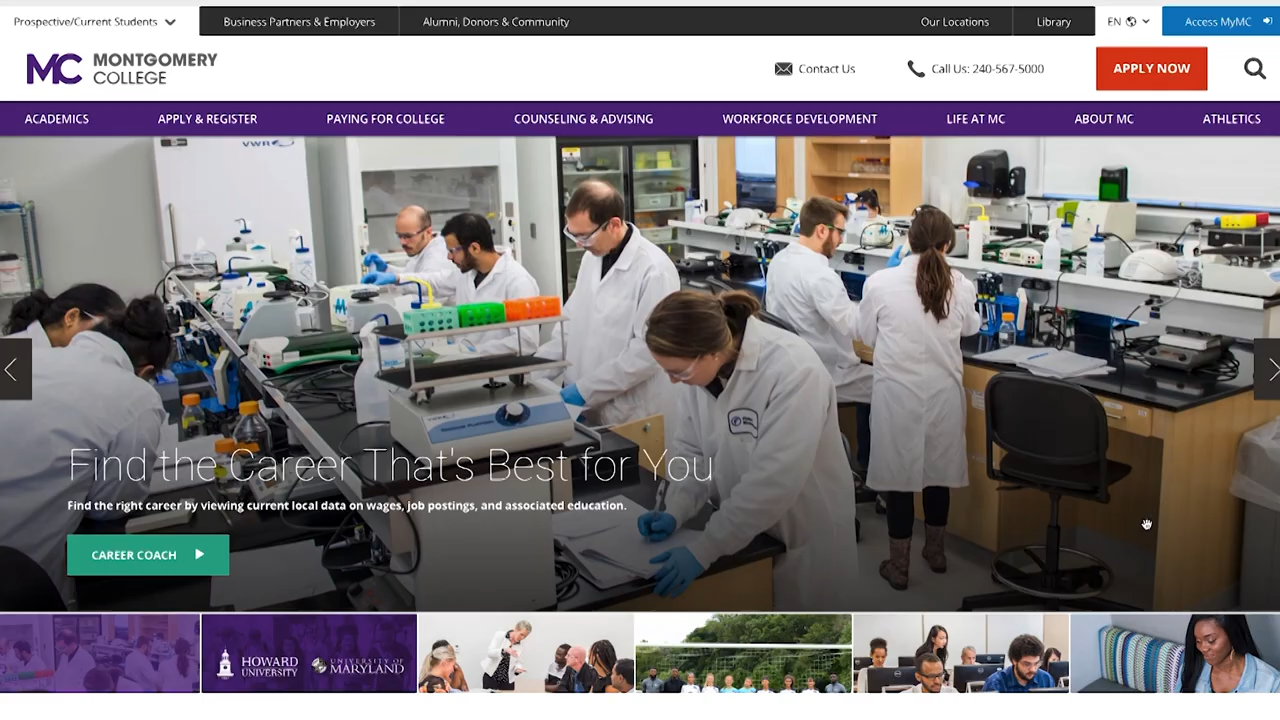 Prospective/Current Students
Business Partners & Employers
Alumni, Donors & Community
Our Locations
Library
EN
Access MyMC
MC MONTGOMERY
COLLEGE
Contact Us
Call Us: 240-567-5000
APPLY NOW
ACADEMICS
APPLY & REGISTER
PAYING FOR COLLEGE
COUNSELING & ADVISING
WORKFORCE DEVELOPMENT
LIFE AT MC
ABOUT MC
ATHLETICS
VWR
Find the Career That's Best for You
Find the right career by viewing current local data on wages, job postings, and associated education.
CAREER COACH
HOWARD
UNIVERSITY
UNIVERSITY OF
MARYLAND